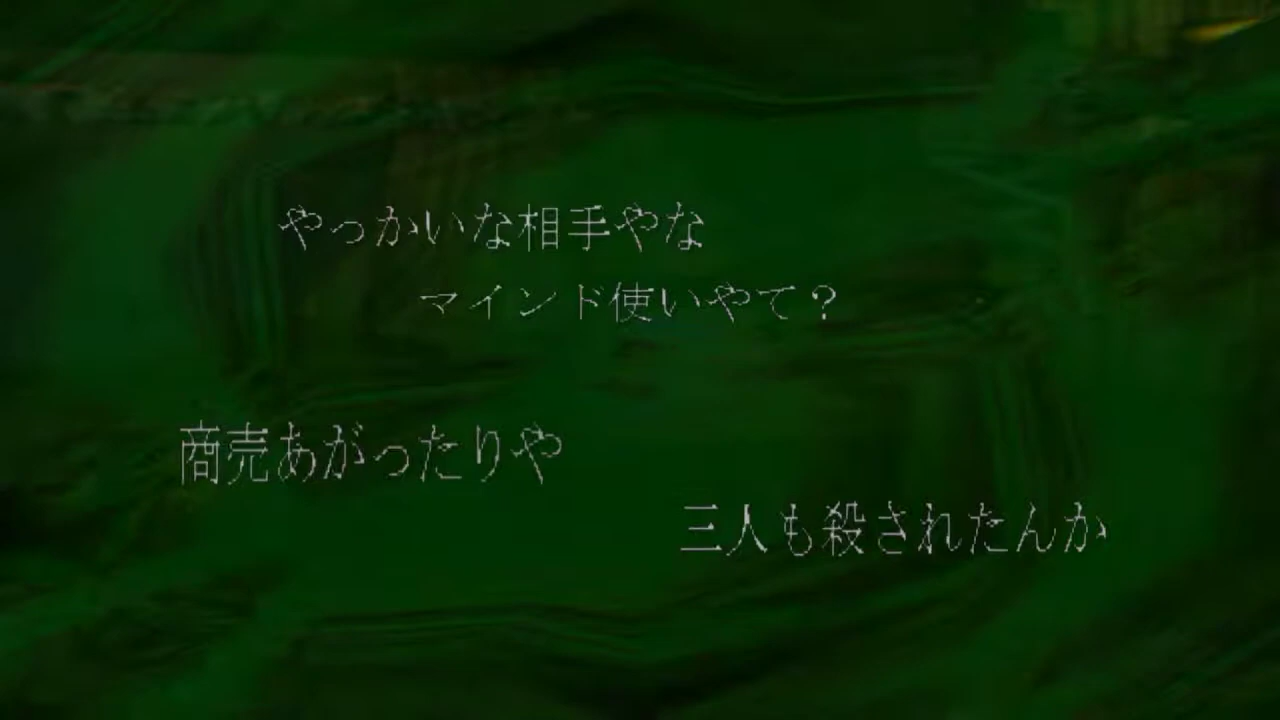 やっかいな相手やな
マインド使いやて？
商売あがったりや
三人も殺されたんか